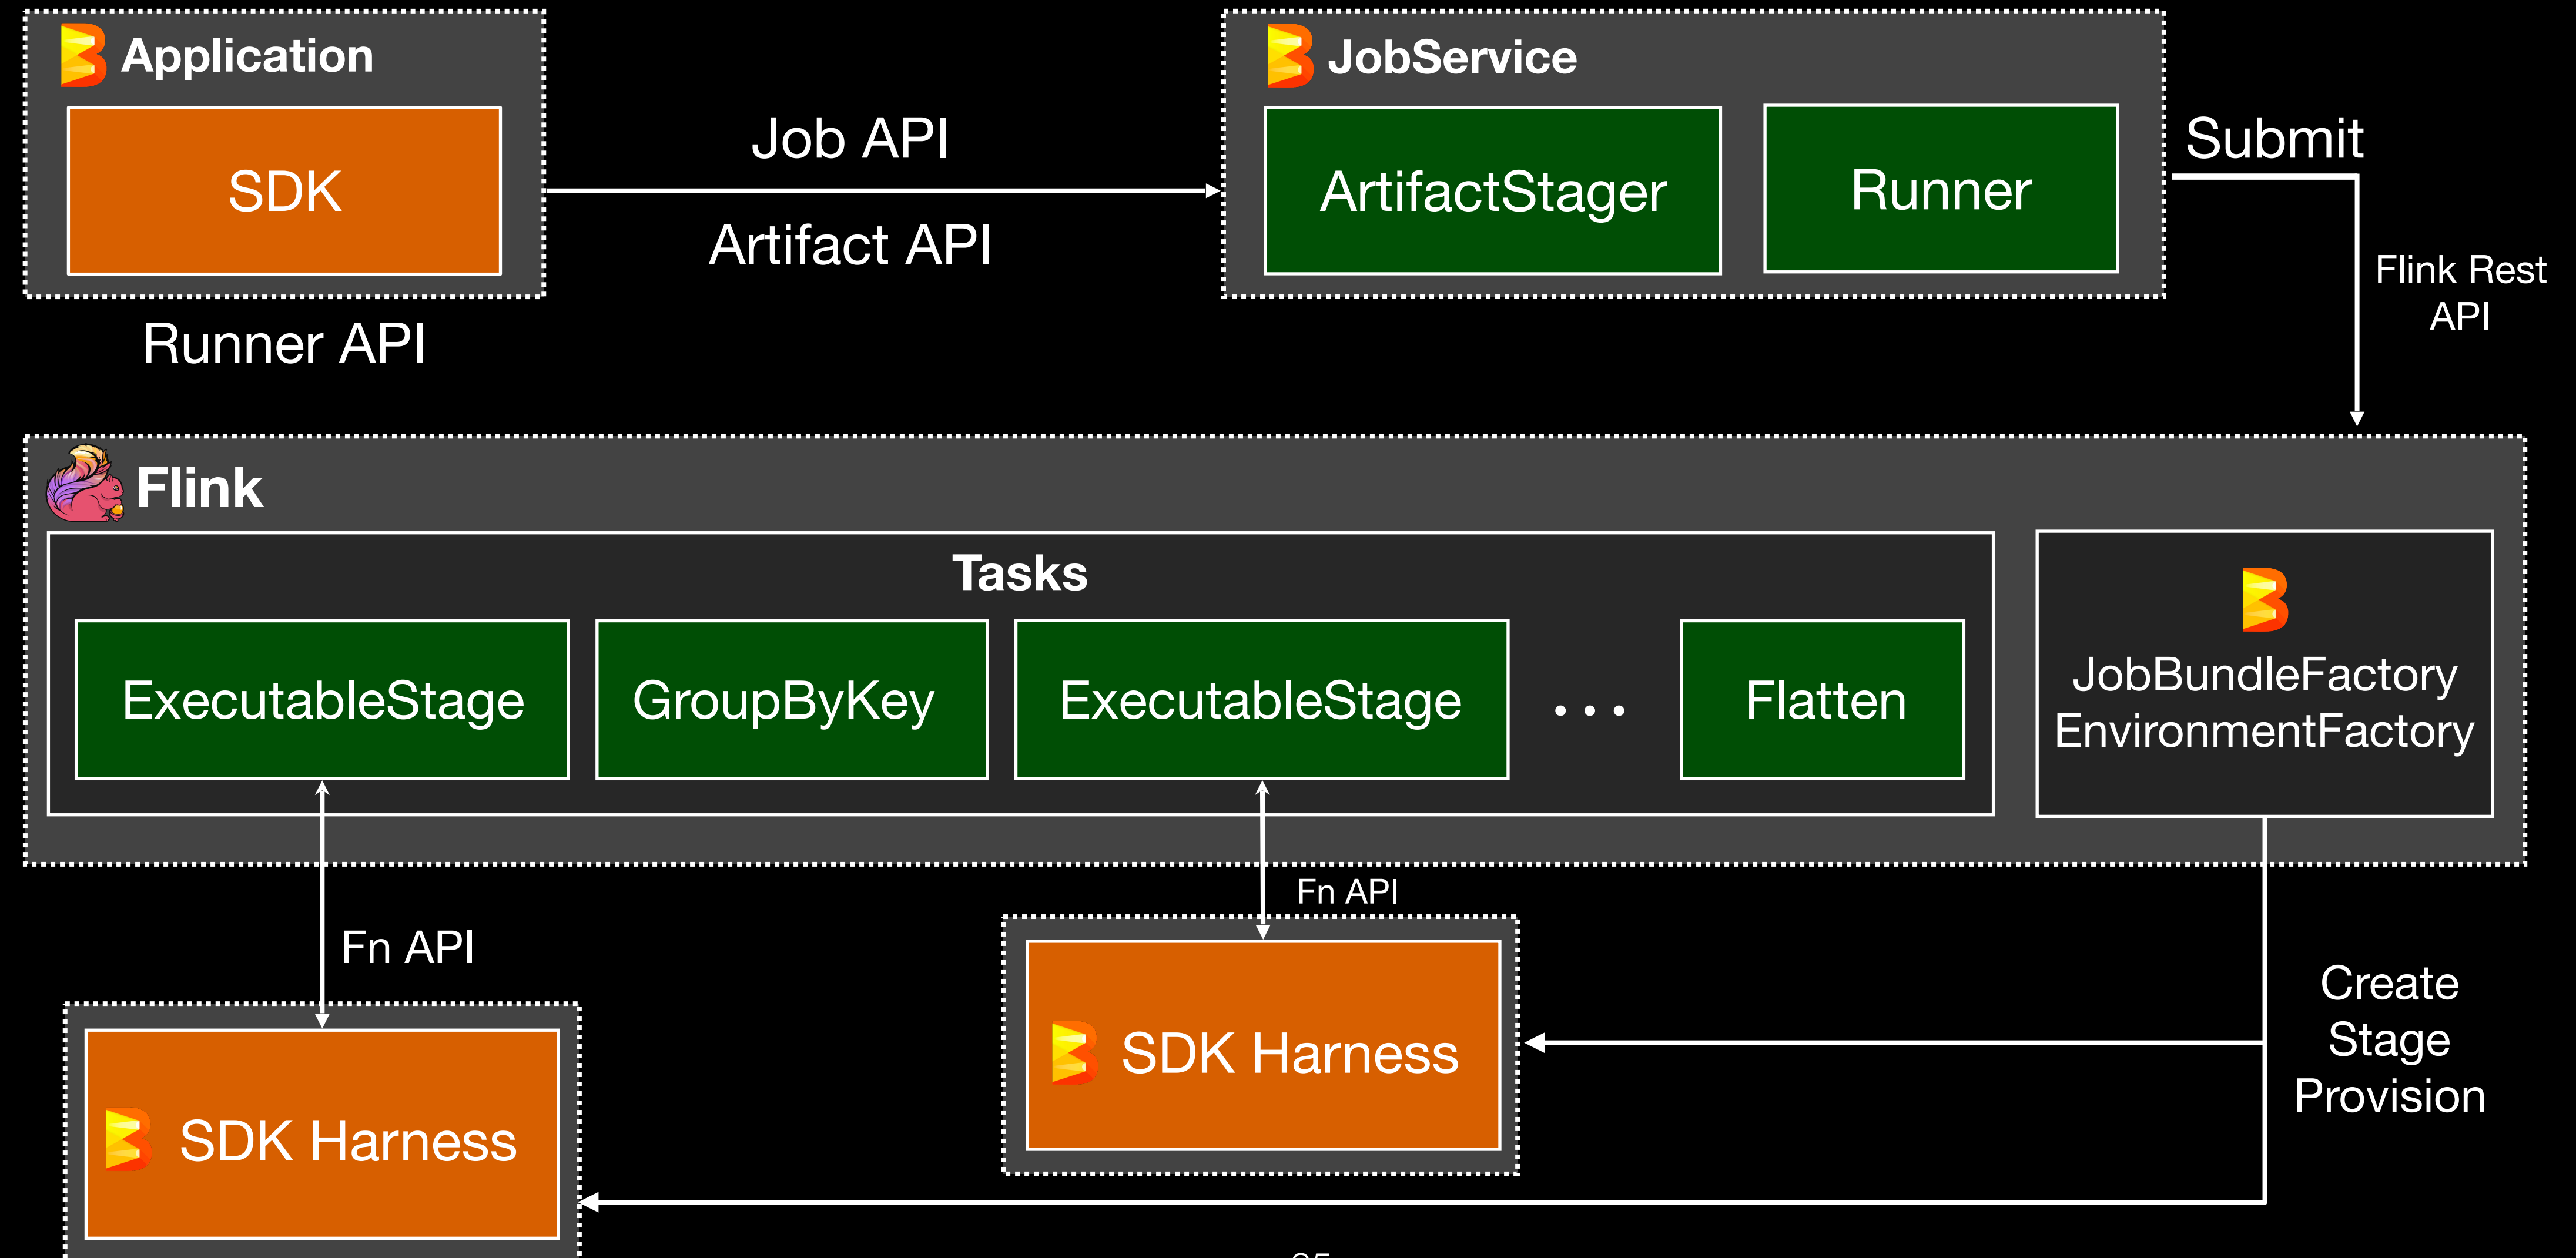 Application
SDK
Runner API
Job API
Artifact API
JobService
ArtifactStager
Runner
Submit
Flink Rest
API
Flink
Tasks
ExecutableStage
GroupByKey
ExecutableStage
...
Flatten
JobBundleFactory
EnvironmentFactory
Fn API
Fn API
SDK Harness
SDK Harness
Create
Stage
Provision